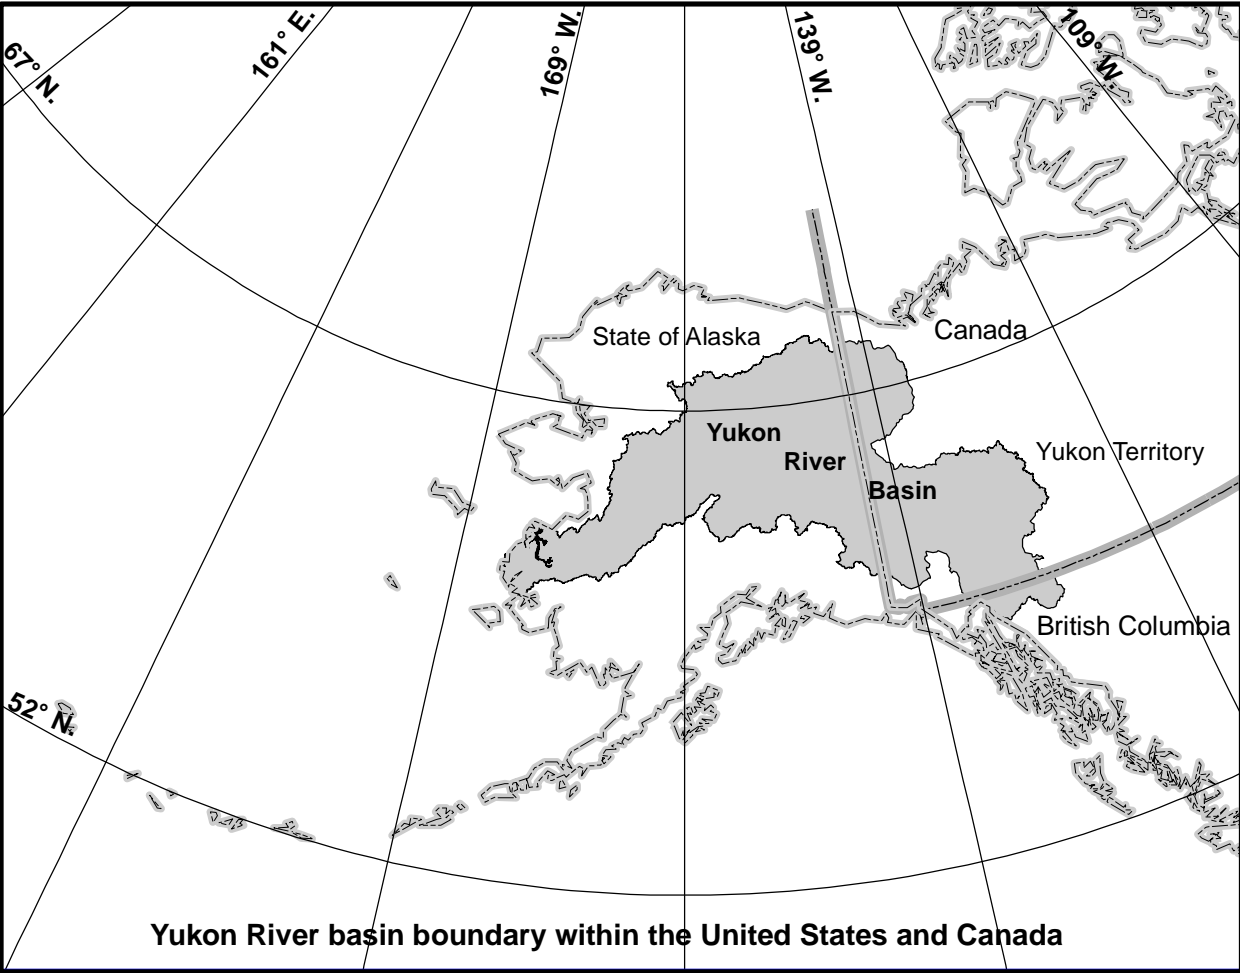 67° N.
161° E.
169° W.
139° W.
109° W.
State of Alaska
Canada
Yukon
River
Basin
Yukon Territory
British Columbia
52° N.
Yukon River basin boundary within the United States and Canada